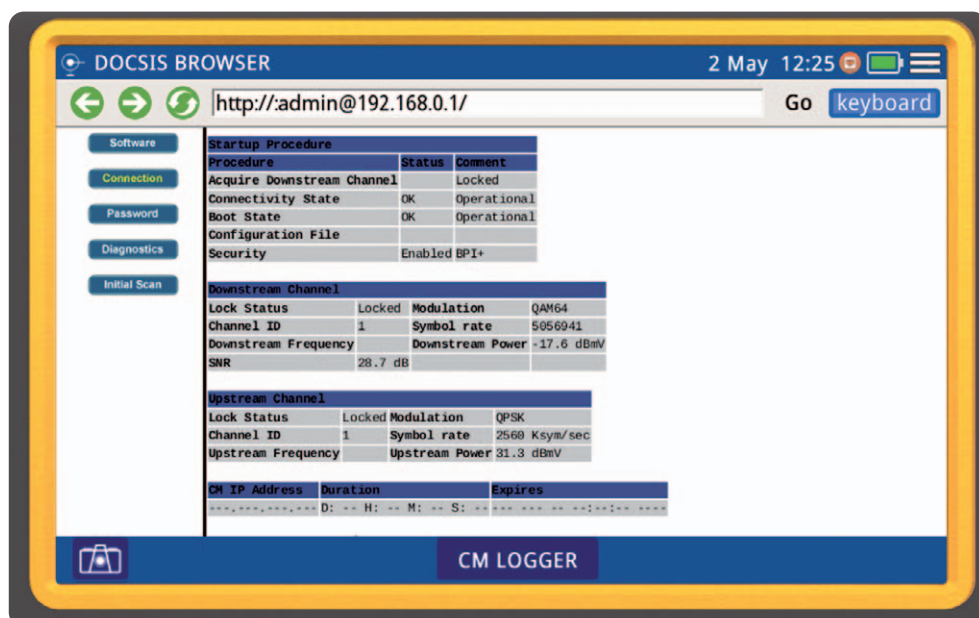 DOCSIS BROWSER 2 May 12:25
http://:admin@192.168.0.1/ Go keyboard
Software
Connection
Password
Diagnostics
Initial Scan
Startup Procedure
Procedure Status Comment
Acquire Downstream Channel Locked
Connectivity State OK Operational
Boot State OK Operational
Configuration File
Security Enabled BPI+
Downstream Channel
Lock Status Locked Modulation QAM64
Channel ID 1 Symbol rate 5056941
Downstream Frequency Downstream Power -17.6 dBmV
SNR 28.7 dB
Upstream Channel
Lock Status Locked Modulation QPSK
Channel ID 1 Symbol rate 2560 Ksym/sec
Upstream Frequency Upstream Power 31.3 dBmV
CM IP Address Duration Expires
---.---.---.--- D: -- H: -- M: -- S: -- --- --- -- --:--:-- ----
CM LOGGER